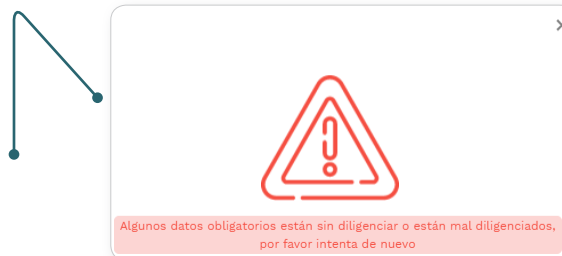 Algunos datos obligatorios están sin diligenciar o están mal diligenciados,
por favor intenta de nuevo